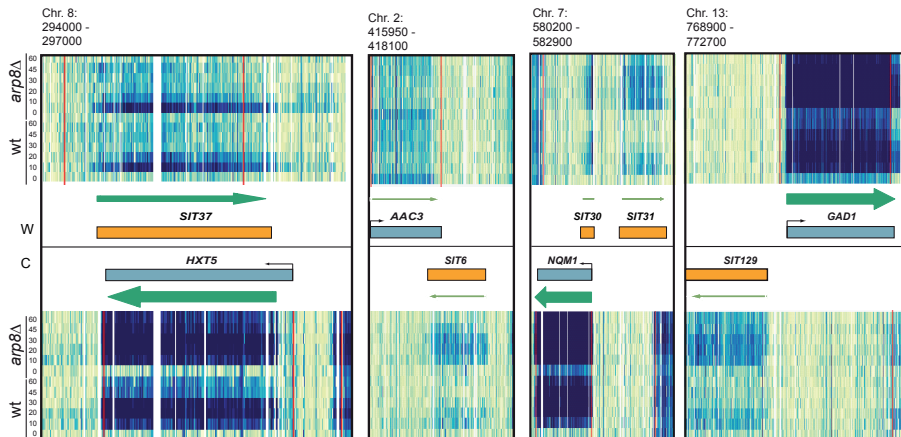 Chr. 8:
294000 -
297000
Chr. 2:
415950 -
418100
Chr. 7:
580200 -
582900
Chr. 13:
768900 -
772700
arp8Δ
60
45
30
20
10
0
wt
60
45
30
20
10
0
W
SIT37
AAC3
SIT30
SIT31
GAD1
C
HXT5
SIT6
NQM1
SIT129
arp8Δ
60
45
30
20
10
0
wt
60
45
30
20
10
0